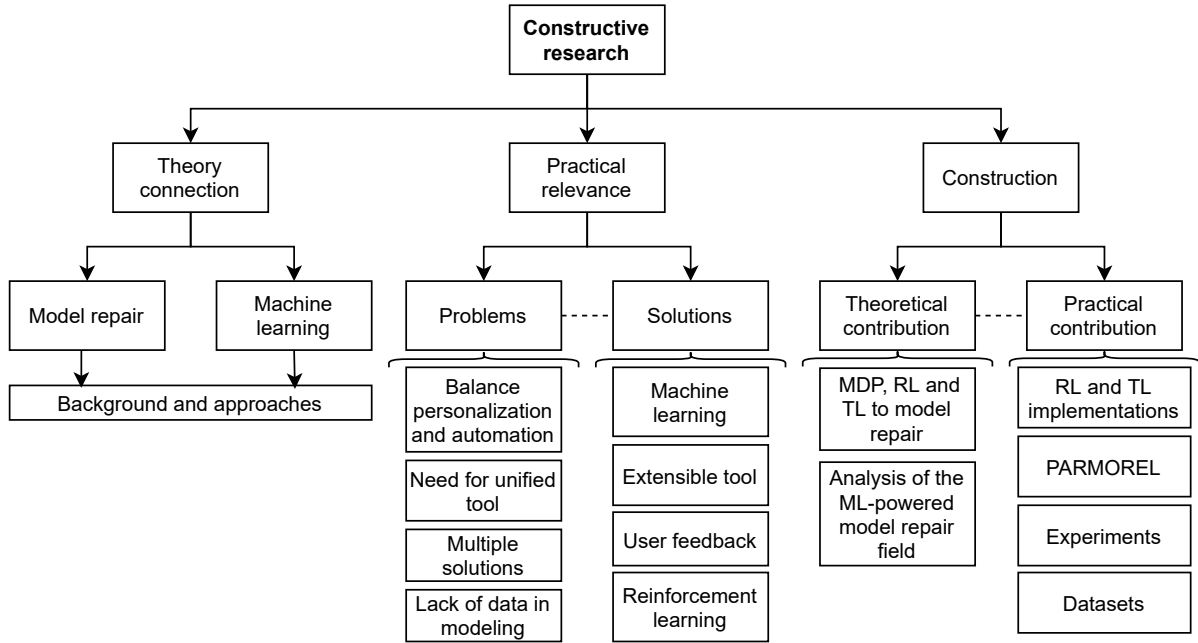 Constructive
research
Theory
connection
Practical
relevance
Construction
Model repair
Machine
learning
Problems
Solutions
Theoretical
contribution
Practical
contribution
Background and approaches
Balance
personalization
and automation
Need for unified
tool
Multiple
solutions
Lack of data in
modeling
Machine
learning
Extensible tool
User feedback
Reinforcement
learning
MDP, RL and
TL to model
repair
Analysis of the
ML-powered
model repair
field
RL and TL
implementations
PARMOREL
Experiments
Datasets